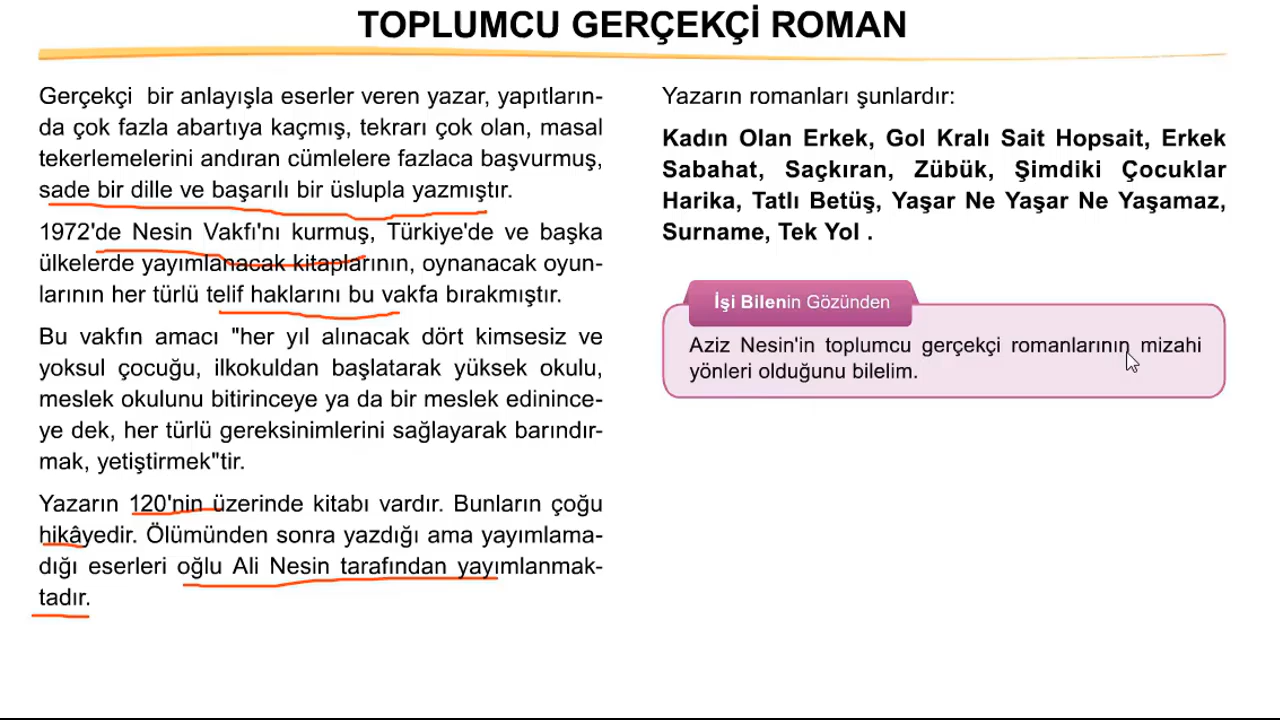 TOPLUMCU GERÇEKÇİ ROMAN
Gerçekçi bir anlayışla eserler veren yazar, yapıtların-
da çok fazla abartıya kaçmış, tekrarı çok olan, masal
tekerlemelerini andıran cümlelere fazlaca başvurmuş,
sade bir dille ve başarılı bir üslupla yazmıştır.
1972'de Nesin Vakfı'nı kurmuş, Türkiye'de ve başka
ülkelerde yayımlanacak kitaplarının, oynanacak oyun-
larının her türlü telif haklarını bu vakfa bırakmıştır.
Bu vakfın amacı "her yıl alınacak dört kimsesiz ve
yoksul çocuğu, ilkokuldan başlatarak yüksek okulu,
meslek okulunu bitirinceye ya da bir meslek edinince-
ye dek, her türlü gereksinimlerini sağlayarak barındır-
mak, yetiştirmek"tir.
Yazarın 120'nin üzerinde kitabı vardır. Bunların çoğu
hikâyedir. Ölümünden sonra yazdığı ama yayımlama-
dığı eserleri oğlu Ali Nesin tarafından yayımlanmak-
tadır.
Yazarın romanları şunlardır:
Kadın Olan Erkek, Gol Kralı Sait Hopsait, Erkek
Sabahat, Saçkıran, Zübük, Şimdiki Çocuklar
Harika, Tatlı Betüş, Yaşar Ne Yaşar Ne Yaşamaz,
Surname, Tek Yol .
İşi Bilenin Gözünden
Aziz Nesin'in toplumcu gerçekçi romanlarının mizahi
yönleri olduğunu bilelim.